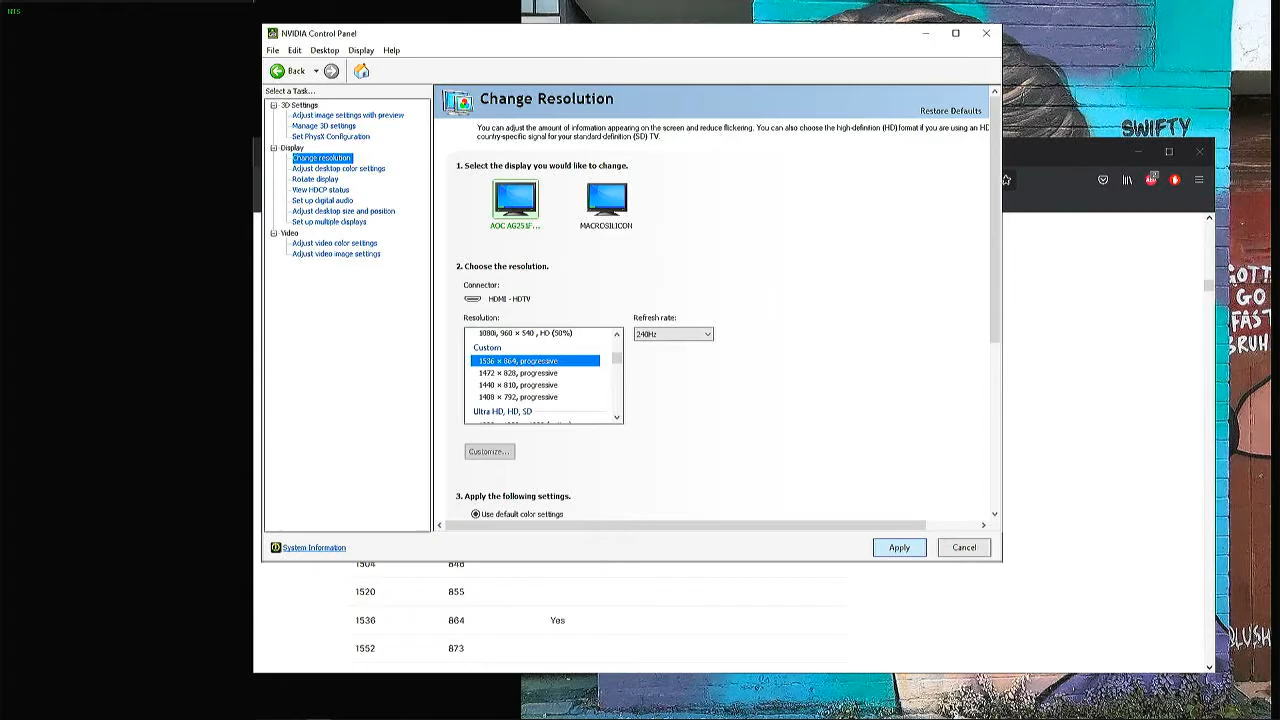 NTS
NVIDIA Control Panel
File Edit Desktop Display Help
Back
Select a Task...
3D Settings
Adjust image settings with preview
Manage 3D settings
Set PhysX Configuration
Display
Change resolution
Adjust desktop color settings
Rotate display
View HDCP status
Set up digital audio
Adjust desktop size and position
Set up multiple displays
Video
Adjust video color settings
Adjust video image settings
System Information
Change Resolution
Restore Defaults
You can adjust the amount of information appearing on the screen and reduce flickering. You can also choose the high-definition (HD) format if you are using an HD
country-specific signal for your standard-definition (SD) TV.
1. Select the display you would like to change.
AOC AG251F...
MACROSILICON
2. Choose the resolution.
Connector:
HDMI - HDTV
Resolution:
Refresh rate:
1080i, 960 × 540 , HD (50%)
240Hz
Custom
1536 × 864, progressive
1472 × 828, progressive
1440 × 810, progressive
1408 × 792, progressive
Ultra HD, HD, SD
Customize...
3. Apply the following settings.
Use default color settings
Apply
Cancel
1504 846
1520 855
1536 864 Yes
1552 873
SWIFTY
GOTT
GO
FAST
BRUH